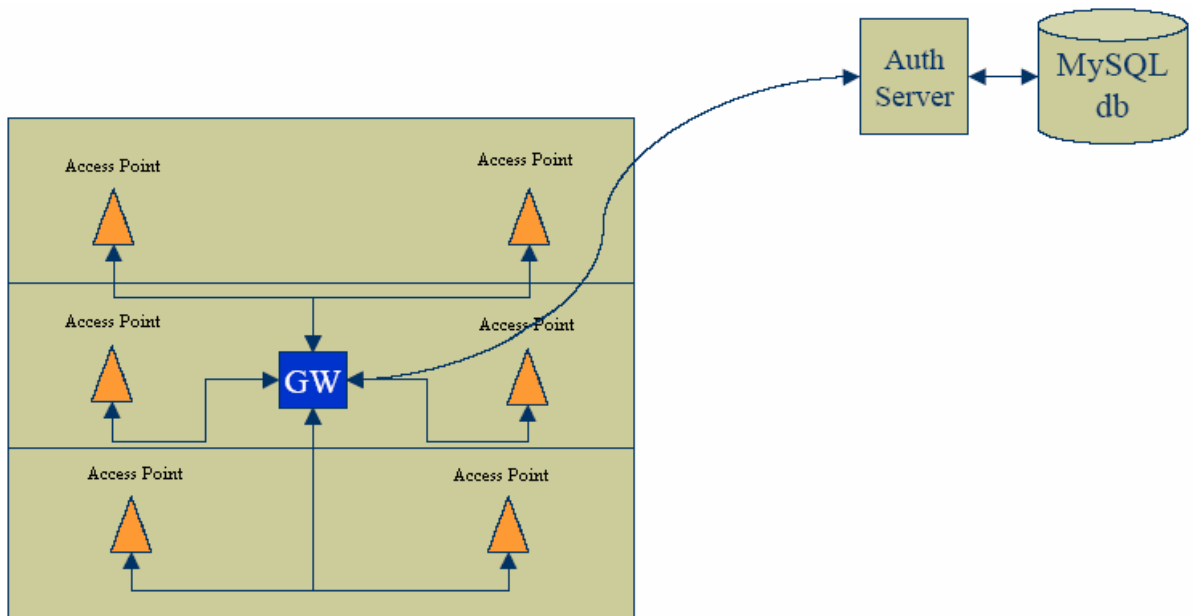 Auth
Server
MySQL
db
Access Point
Access Point
Access Point
Access Point
GW
Access Point
Access Point